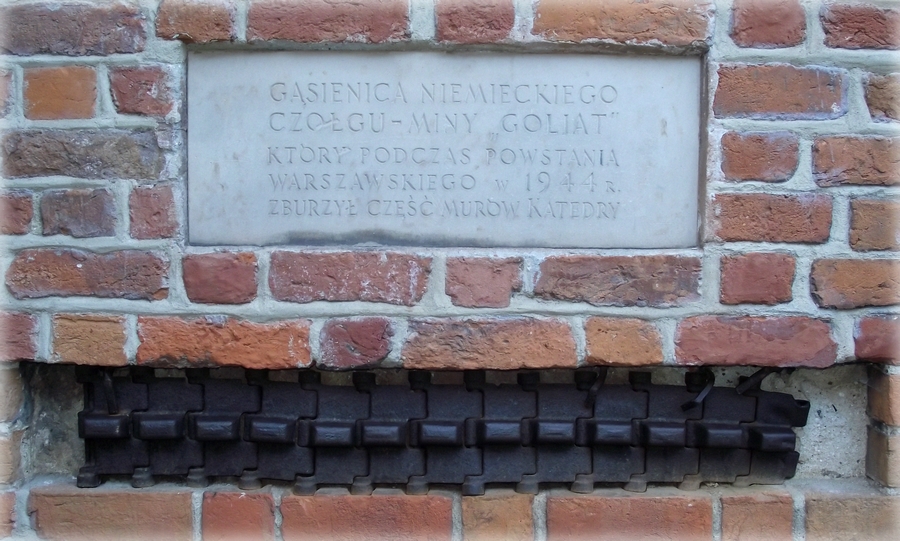 GĄSIENICA NIEMIECKIEGO
CZOŁGU-MINY „GOLIAT"
KTÓRY PODCZAS POWSTANIA
WARSZAWSKIEGO W 1944 R.
ZBURZYŁ CZĘŚĆ MURÓW KATEDRY